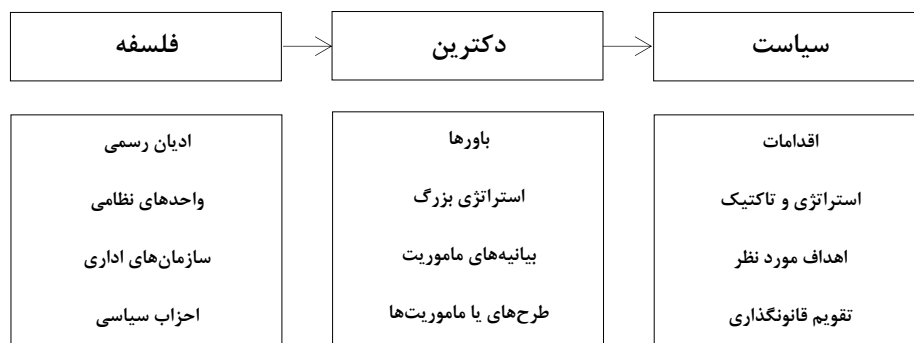 فلسفه
دکترین
سیاست
ادیان رسمی
واحدهای نظامی
سازمان‌های اداری
احزاب سیاسی
باورها
استراتژی بزرگ
بیانیه‌های ماموریت
طرح‌های یا ماموریت‌ها
اقدامات
استراتژی و تاکتیک
اهداف مورد نظر
تقویم قانونگذاری